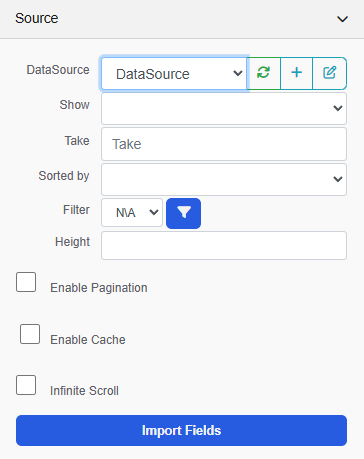 Source
DataSource DataSource
Show
Take Take
Sorted by
Filter N\A
Height
Enable Pagination
Enable Cache
Infinite Scroll
Import Fields